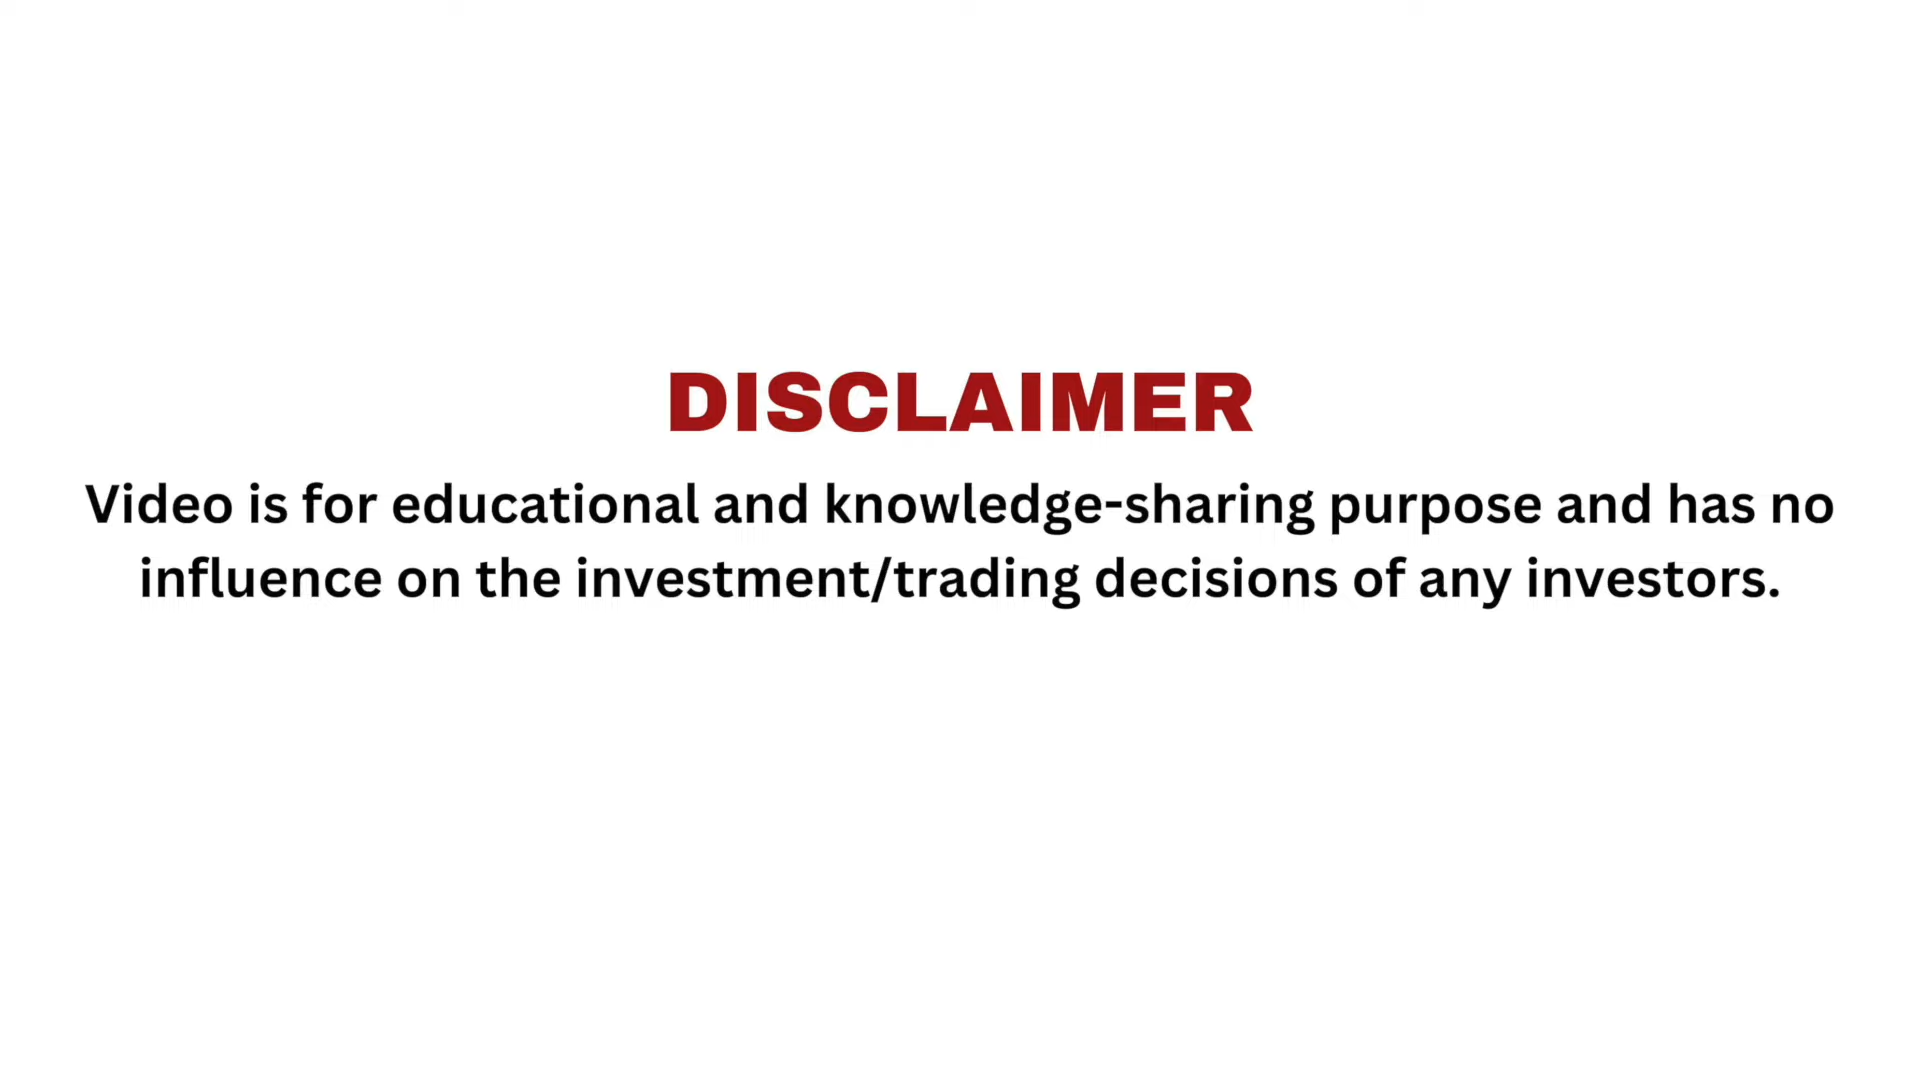 DISCLAIMER
Video is for educational and knowledge-sharing purpose and has no
influence on the investment/trading decisions of any investors.